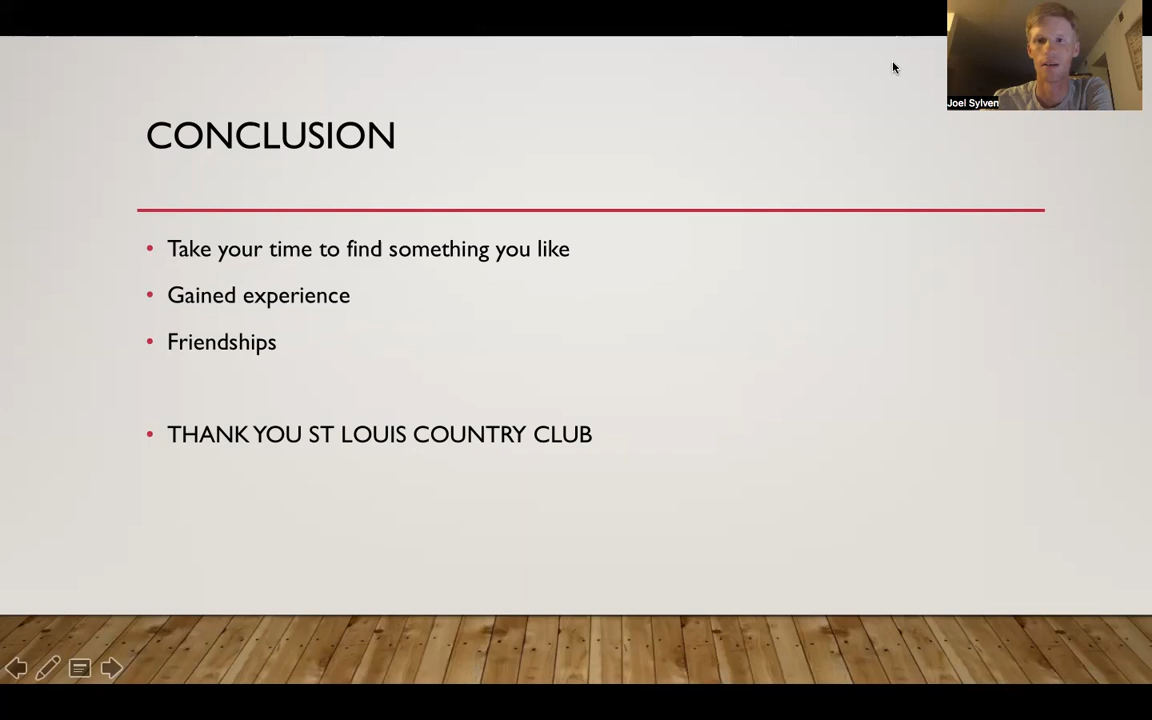 Joel Sylven
CONCLUSION
Take your time to find something you like
Gained experience
Friendships
THANK YOU ST LOUIS COUNTRY CLUB